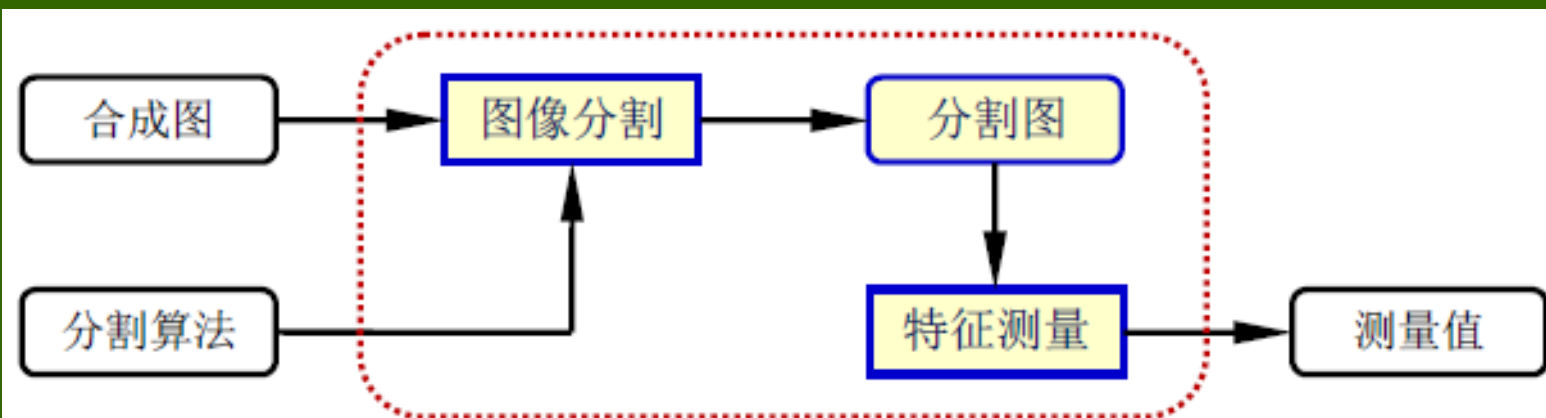 合成图
图像分割
分割图
分割算法
特征测量
测量值